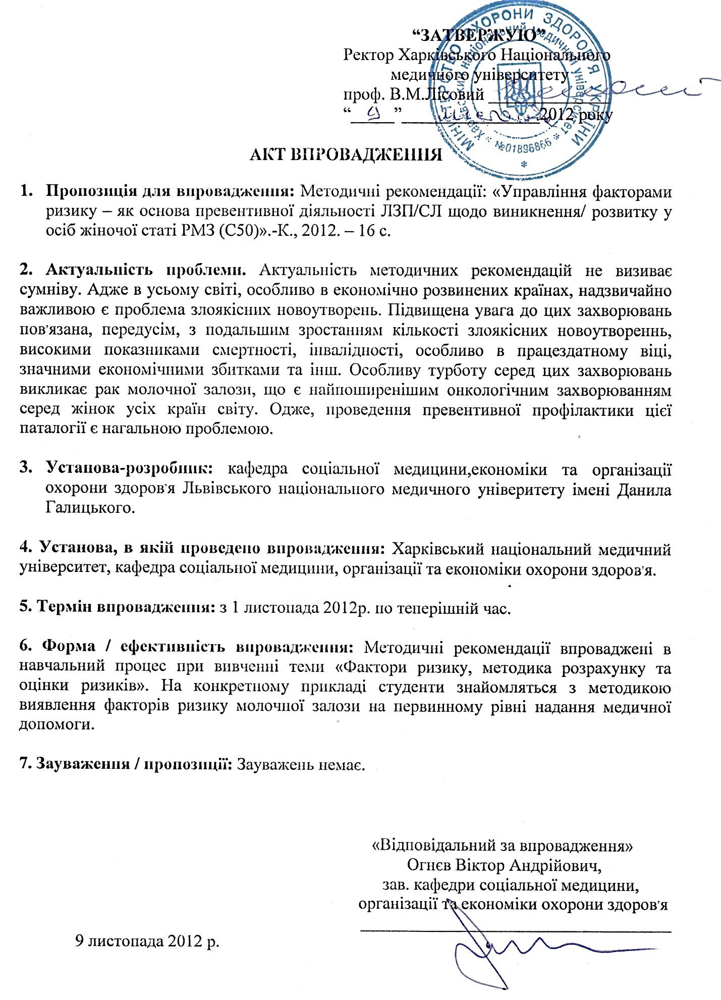 “ЗАТВЕРЖУЮ”
Ректор Харківського Національного
медичного університету
проф. В.М.Лісовий
“ 9 ” 2012 року
МІНІСТЕРСТВО ОХОРОНИ ЗДОРОВ'Я УКРАЇНИ
Харківський національний медичний університет
№01896866
АКТ ВПРОВАДЖЕННЯ
1. Пропозиція для впровадження: Методичні рекомендації: «Управління факторами
ризику – як основа превентивної діяльності ЛЗП/СЛ щодо виникнення/ розвитку у
осіб жіночої статі РМЗ (С50)».-К., 2012. – 16 с.
2. Актуальність проблеми. Актуальність методичних рекомендацій не визиває
сумніву. Адже в усьому світі, особливо в економічно розвинених країнах, надзвичайно
важливою є проблема злоякісних новоутворень. Підвищена увага до цих захворювань
пов’язана, передусім, з подальшим зростанням кількості злоякісних новоутвореннь,
високими показниками смертності, інвалідності, особливо в працездатному віці,
значними економічними збитками та інш. Особливу турботу серед цих захворювань
викликає рак молочної залози, що є найпоширенішим онкологічним захворюванням
серед жінок усіх країн світу. Одже, проведення превентивної профілактики цієї
паталогії є нагальною проблемою.
3. Установа-розробник: кафедра соціальної медицини,економіки та організації
охорони здоров’я Львівського національного медичного універитету імені Данила
Галицького.
4. Установа, в якій проведено впровадження: Харківський національний медичний
університет, кафедра соціальної медицини, організації та економіки охорони здоров’я.
5. Термін впровадження: з 1 листопада 2012р. по теперішній час.
6. Форма / ефективність впровадження: Методичні рекомендації впроваджені в
навчальний процес при вивченні теми «Фактори ризику, методика розрахунку та
оцінки ризиків». На конкретному прикладі студенти знайомляться з методикою
виявлення факторів ризику молочної залози на первинному рівні надання медичної
допомоги.
7. Зауваження / пропозиції: Зауважень немає.
«Відповідальний за впровадження»
Огнєв Віктор Андрійович,
зав. кафедри соціальної медицини,
організації та економіки охорони здоров’я
9 листопада 2012 р.